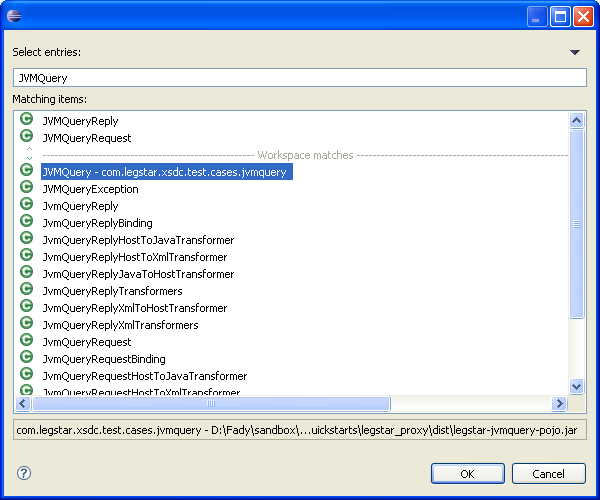 Select entries:
JVMQuery
Matching items:
JVMQueryReply
JVMQueryRequest
Workspace matches
JVMQuery - com.legstar.xsdc.test.cases.jvmquery
JVMQueryException
JvmQueryReply
JvmQueryReplyBinding
JvmQueryReplyHostToJavaTransformer
JvmQueryReplyHostToXmlTransformer
JvmQueryReplyJavaToHostTransformer
JvmQueryReplyTransformers
JvmQueryReplyXmlToHostTransformer
JvmQueryReplyXmlTransformers
JvmQueryRequest
JvmQueryRequestBinding
JvmQueryRequestHostToJavaTransformer
JvmQueryRequestHostToXmlTransformer
com.legstar.xsdc.test.cases.jvmquery - D:\Fady\sandbox\...uickstarts\legstar_proxy\dist\legstar-jvmquery-pojo.jar
OK Cancel